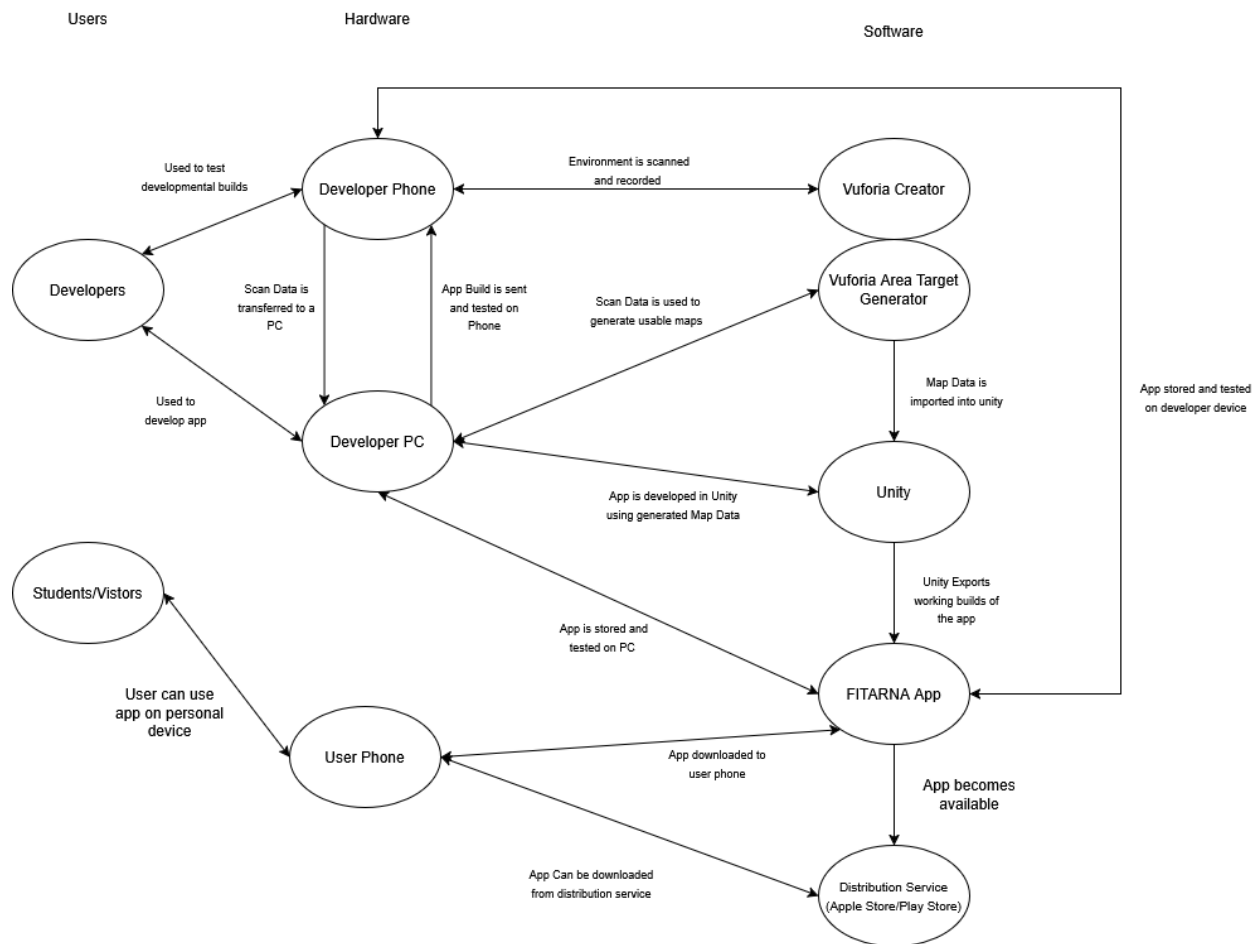 Users
Hardware
Software
Used to test
developmental builds
Developer Phone
Environment is scanned
and recorded
Vuforia Creator
Developers
Scan Data is
transferred to a
PC
App Build is sent
and tested on
Phone
Scan Data is used to
generate usable maps
Vuforia Area Target
Generator
Map Data is
imported into unity
App stored and tested
on developer device
Used to
develop app
Developer PC
App is developed in Unity
using generated Map Data
Unity
Students/Vistors
Unity Exports
working builds of
the app
App is stored and
tested on PC
FITARNA App
User can use
app on personal
device
User Phone
App downloaded to
user phone
App becomes
available
App Can be downloaded
from distribution service
Distribution Service
(Apple Store/Play Store)